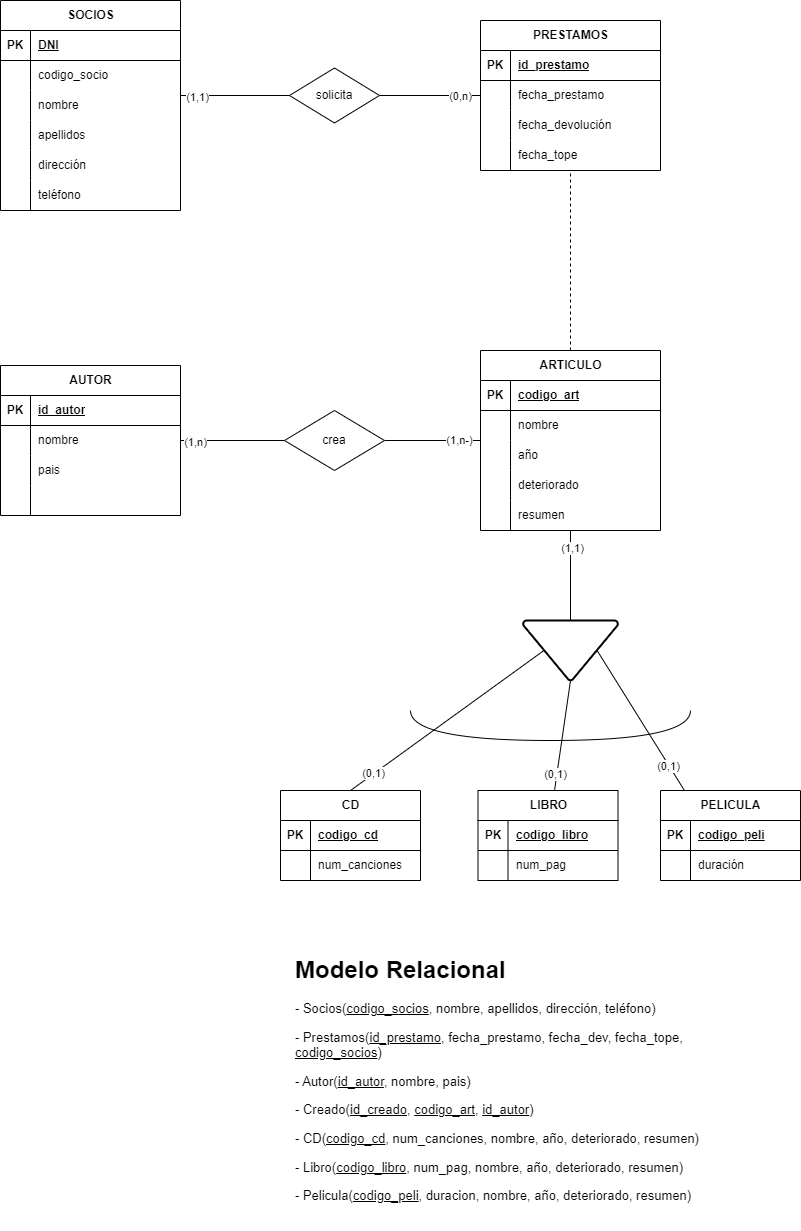 SOCIOS
PK DNI
codigo_socio
nombre
apellidos
dirección
teléfono
(1,1)
solicita
(0,n)
PRESTAMOS
PK id_prestamo
fecha_prestamo
fecha_devolución
fecha_tope
AUTOR
PK id_autor
nombre
pais
(1,n)
crea
(1,n-)
ARTICULO
PK codigo_art
nombre
año
deteriorado
resumen
(1,1)
(0,1)
(0,1)
(0,1)
CD
PK codigo_cd
num_canciones
LIBRO
PK codigo_libro
num_pag
PELICULA
PK codigo_peli
duración
Modelo Relacional
- Socios(codigo_socios, nombre, apellidos, dirección, teléfono)
- Prestamos(id_prestamo, fecha_prestamo, fecha_dev, fecha_tope,
codigo_socios)
- Autor(id_autor, nombre, pais)
- Creado(id_creado, codigo_art, id_autor)
- CD(codigo_cd, num_canciones, nombre, año, deteriorado, resumen)
- Libro(codigo_libro, num_pag, nombre, año, deteriorado, resumen)
- Pelicula(codigo_peli, duracion, nombre, año, deteriorado, resumen)